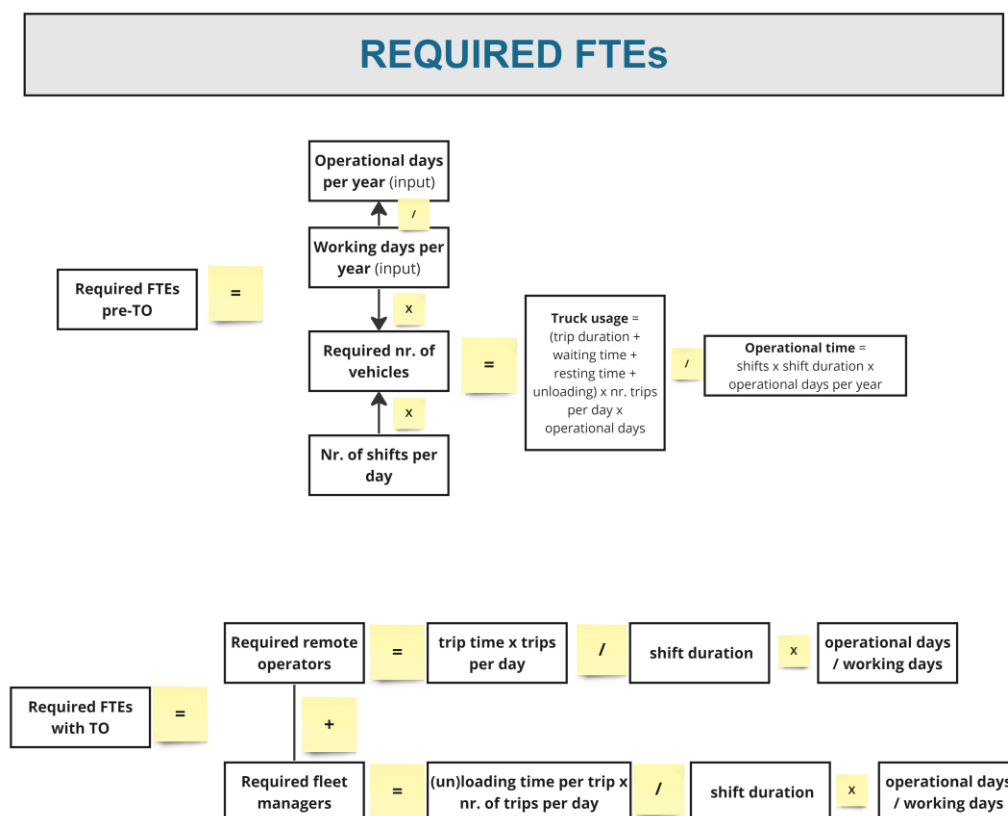 REQUIRED FTEs
Operational days
per year (input)
/
Working days per
year (input)
Required FTEs
pre-TO
=
x
Required nr. of
vehicles
=
Truck usage =
(trip duration +
waiting time +
resting time +
unloading) x nr. trips
per day x
operational days
/
Operational time =
shifts x shift duration x
operational days per year
x
Nr. of shifts per
day
Required remote
operators
=
trip time x trips
per day
/
shift duration
x
operational days
/ working days
Required FTEs
with TO
=
+
Required fleet
managers
=
(un)loading time per trip x
nr. of trips per day
/
shift duration
x
operational days
/ working days